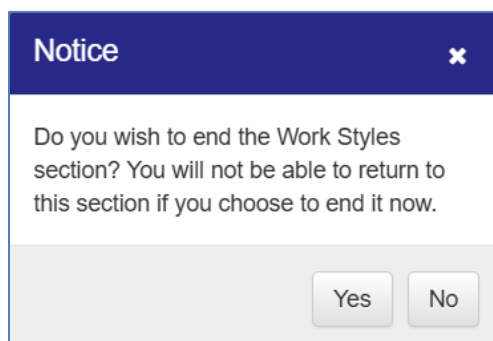 Notice
Do you wish to end the Work Styles
section? You will not be able to return to
this section if you choose to end it now.
Yes No